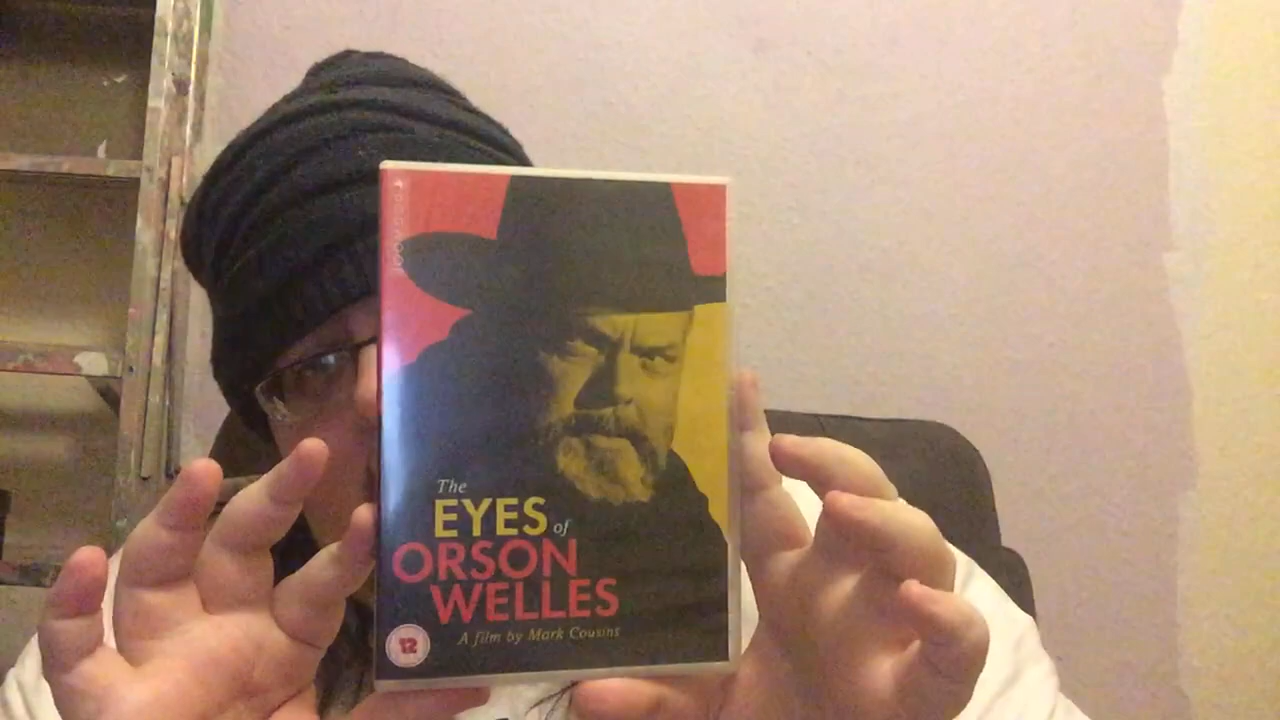 The
EYES of
ORSON
WELLES
A film by Mark Cousins
12